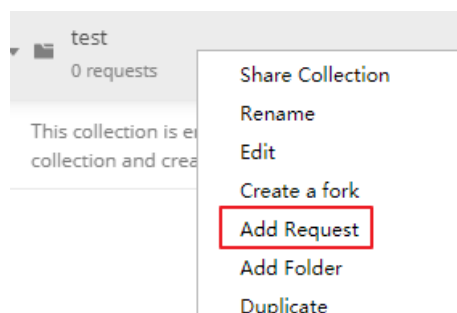 test
0 requests
Share Collection
Rename
This collection is
Edit
collection and
Create a fork
Add Request
Add Folder
Duplicate